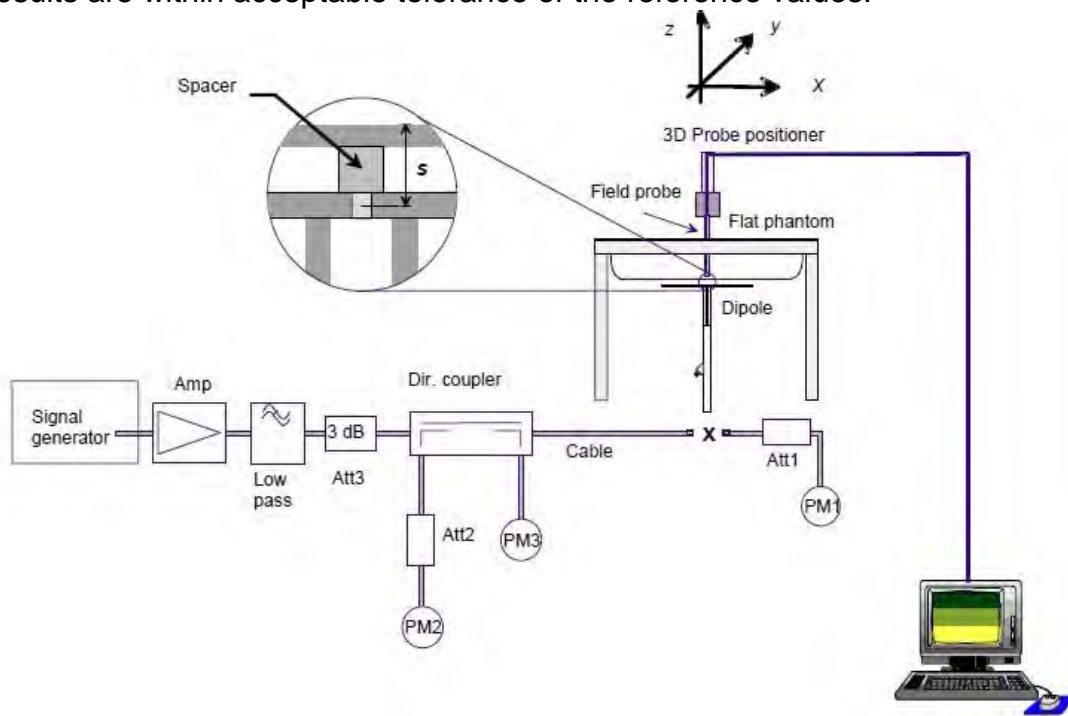 results are within acceptable tolerance of the reference values.
z
y
X
Spacer
s
3D Probe positioner
Field probe
Flat phantom
Dipole
Signal
generator
Amp
Low
pass
3 dB
Att3
Dir. coupler
Cable
x
Att1
PM1
Att2
PM3
PM2